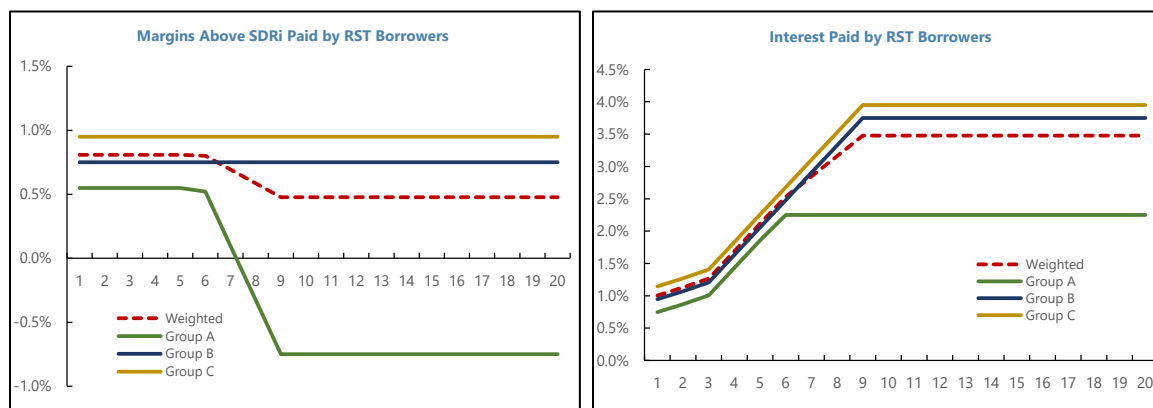 Margins Above SDRi Paid by RST Borrowers
1.5%
1.0%
0.5%
0.0%
-0.5%
-1.0%
1 2 3 4 5 6 7 8 9 10 11 12 13 14 15 16 17 18 19 20
Weighted
Group A
Group B
Group C
Interest Paid by RST Borrowers
4.5%
4.0%
3.5%
3.0%
2.5%
2.0%
1.5%
1.0%
0.5%
0.0%
Weighted
Group A
Group B
Group C
1 2 3 4 5 6 7 8 9 10 11 12 13 14 15 16 17 18 19 20